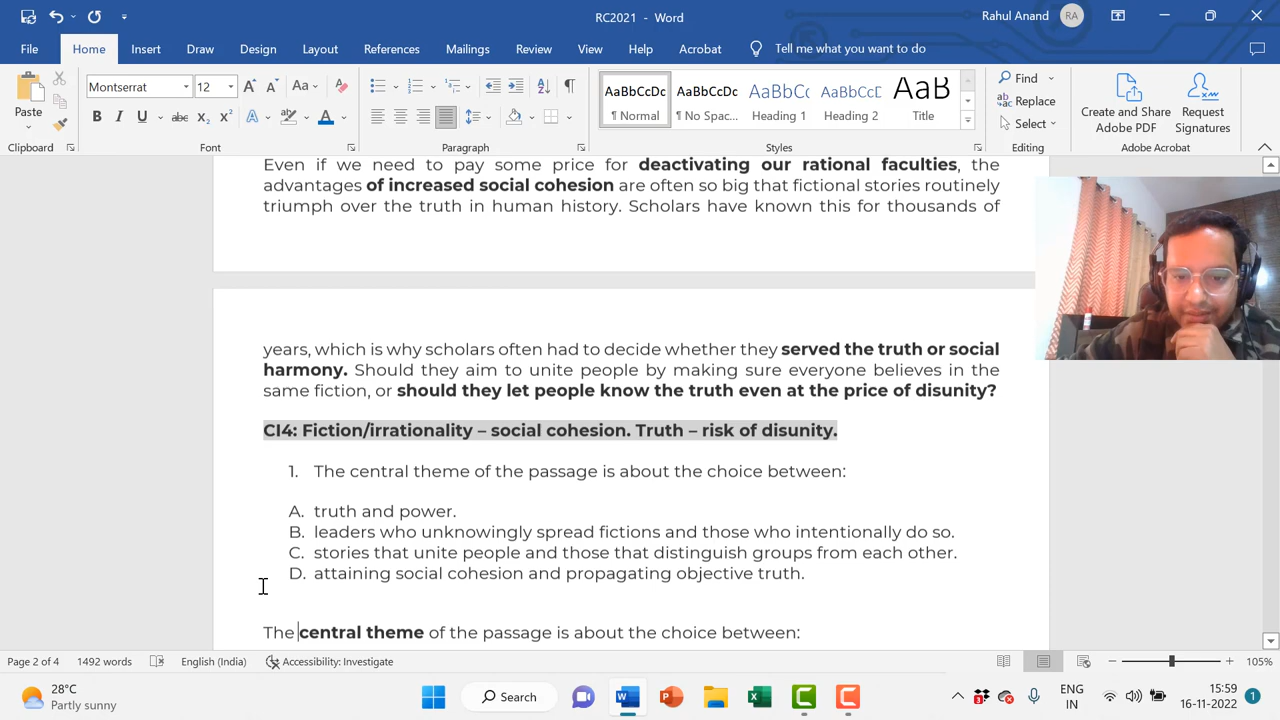 RC2021 - Word
Rahul Anand RA
File Home Insert Draw Design Layout References Mailings Review View Help Acrobat Tell me what you want to do
Paste
Montserrat 12
Clipboard Font Paragraph
AaBbCcDc AaBbCcDc AaBbCc AaBbCcD AaB
¶ Normal ¶ No Spac... Heading 1 Heading 2 Title
Styles
Find
Replace
Select
Editing
Create and Share Adobe PDF
Request Signatures
Adobe Acrobat
Even if we need to pay some price for deactivating our rational faculties, the
advantages of increased social cohesion are often so big that fictional stories routinely
triumph over the truth in human history. Scholars have known this for thousands of
years, which is why scholars often had to decide whether they served the truth or social
harmony. Should they aim to unite people by making sure everyone believes in the
same fiction, or should they let people know the truth even at the price of disunity?
CI4: Fiction/irrationality – social cohesion. Truth – risk of disunity.
1. The central theme of the passage is about the choice between:
A. truth and power.
B. leaders who unknowingly spread fictions and those who intentionally do so.
C. stories that unite people and those that distinguish groups from each other.
D. attaining social cohesion and propagating objective truth.
The central theme of the passage is about the choice between:
Page 2 of 4 1492 words English (India) Accessibility: Investigate 105%
28°C
Partly sunny
Search
ENG
IN
15:59
16-11-2022
1